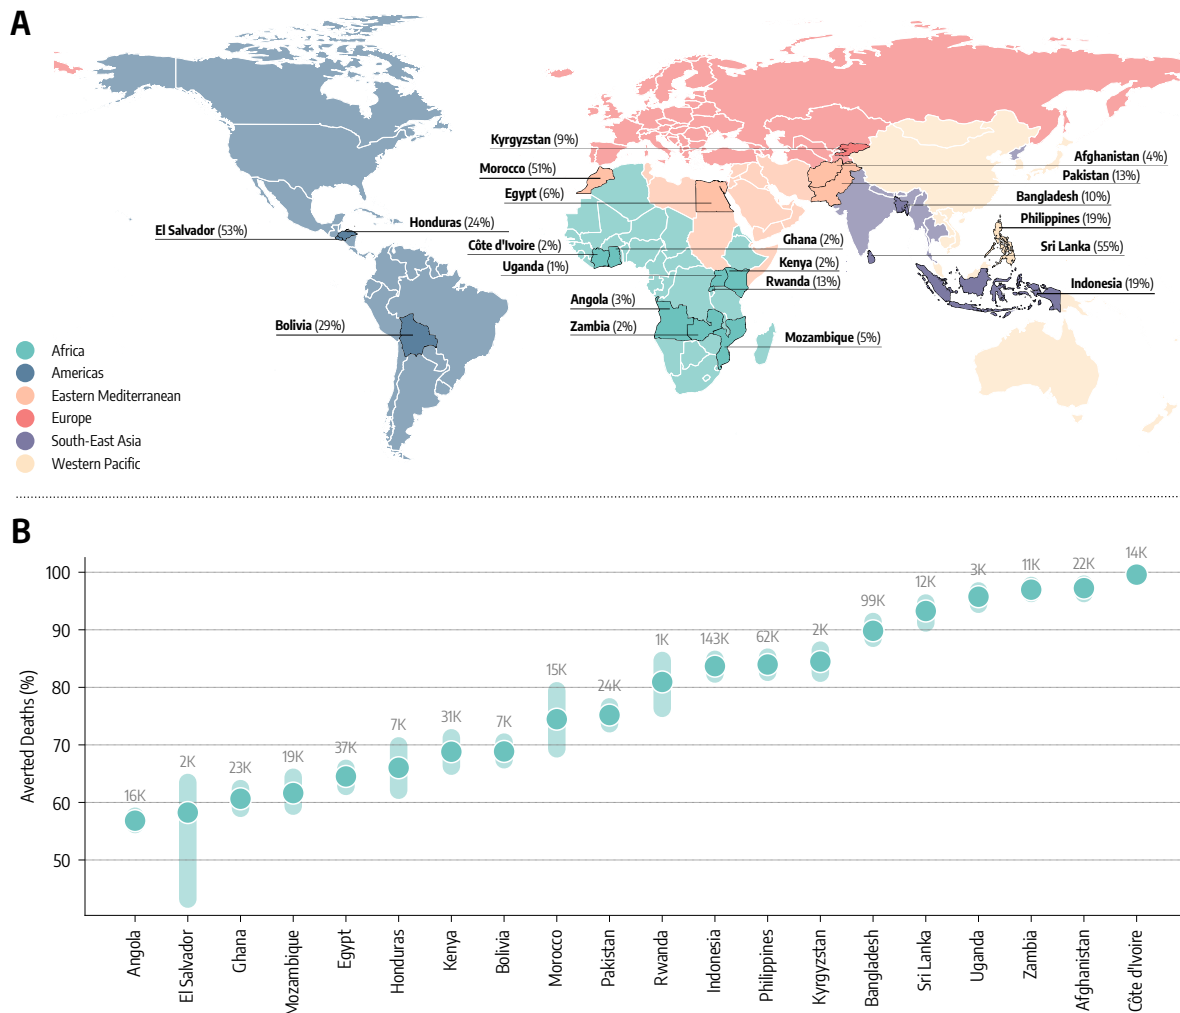 A
Kyrgyzstan (9%)
Afghanistan (4%)
Morocco (51%)
Pakistan (13%)
Egypt (6%)
Bangladesh (10%)
Honduras (24%)
Philippines (19%)
El Salvador (53%)
Côte d'Ivoire (2%)
Ghana (2%)
Sri Lanka (55%)
Uganda (1%)
Kenya (2%)
Rwanda (13%)
Indonesia (19%)
Angola (3%)
Bolivia (29%)
Zambia (2%)
Mozambique (5%)
Africa
Americas
Eastern Mediterranean
Europe
South-East Asia
Western Pacific
B
Averted Deaths (%)
100
90
80
70
60
50
16K
2K
23K
19K
37K
7K
31K
7K
15K
24K
1K
143K
62K
2K
99K
12K
3K
11K
22K
14K
Angola
El Salvador
Ghana
Mozambique
Egypt
Honduras
Kenya
Bolivia
Morocco
Pakistan
Rwanda
Indonesia
Philippines
Kyrgyzstan
Bangladesh
Sri Lanka
Uganda
Zambia
Afghanistan
Côte d'Ivoire